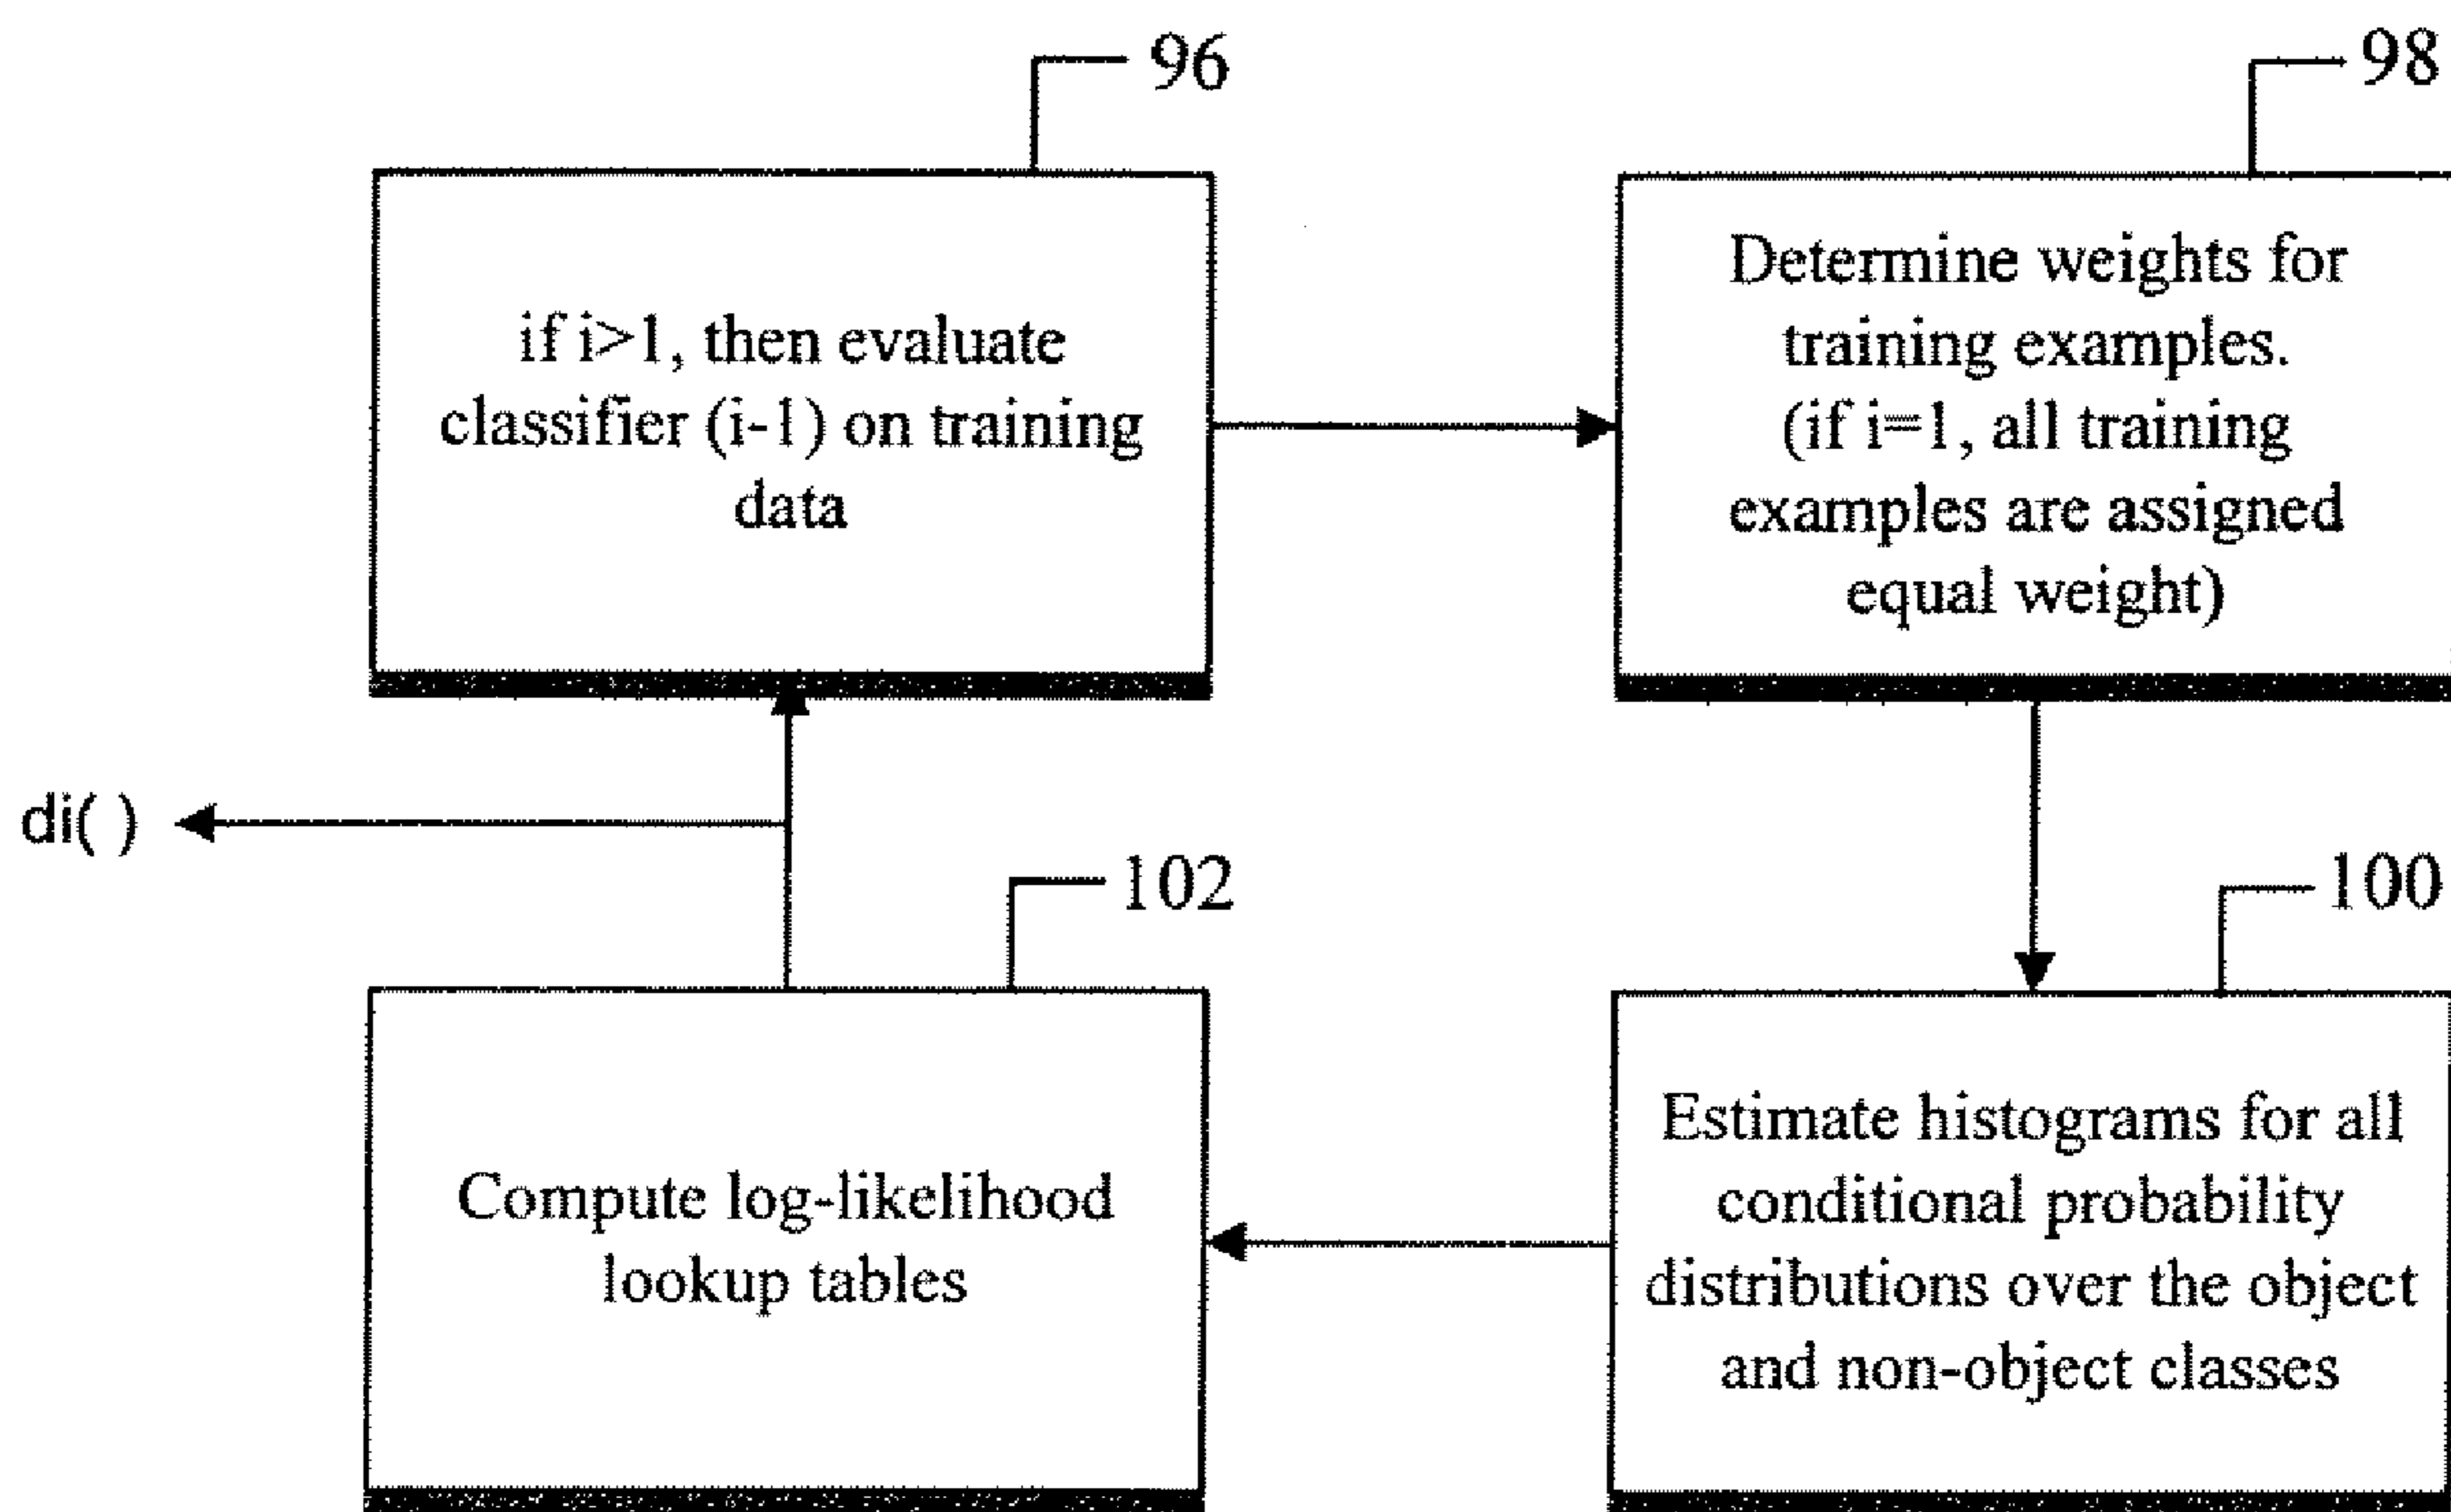 96
98
if i>1, then evaluate
classifier (i-1) on training
data
Determine weights for
training examples.
(if i=1, all training
examples are assigned
equal weight)
di( )
102
100
Compute log-likelihood
lookup tables
Estimate histograms for all
conditional probability
distributions over the object
and non-object classes